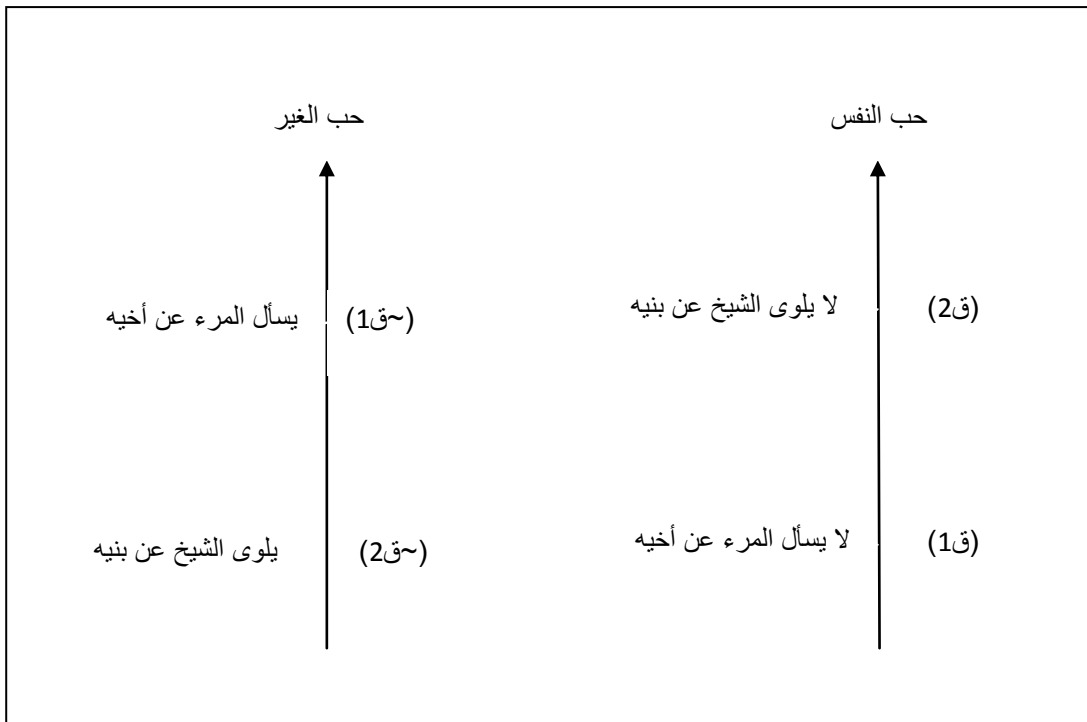 حب النفس
حب الغير
(ق2) لا يلوى الشيخ عن بنيه
(~ق1) يسأل المرء عن أخيه
(ق1) لا يسأل المرء عن أخيه
(~ق2) يلوى الشيخ عن بنيه